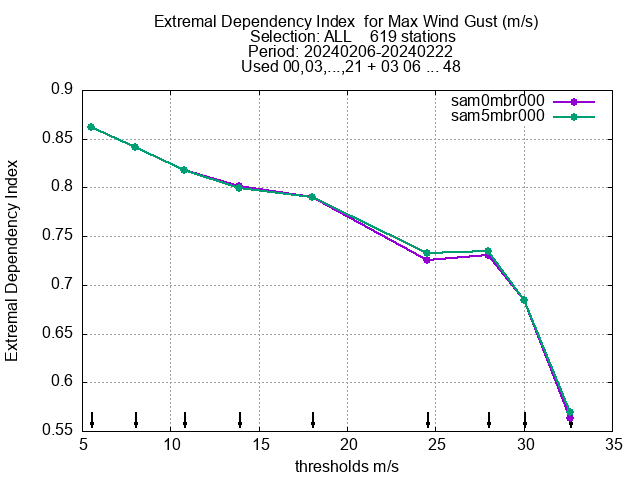 Extremal Dependency Index  for Max Wind Gust (m/s)
Selection: ALL    619 stations
Period: 20240206-20240222
Used 00,03,...,21 + 03 06 ... 48
sam0mbr000
sam5mbr000
0.9
0.85
0.8
0.75
0.7
0.65
0.6
0.55
Extremal Dependency Index
5 10 15 20 25 30 35
thresholds m/s